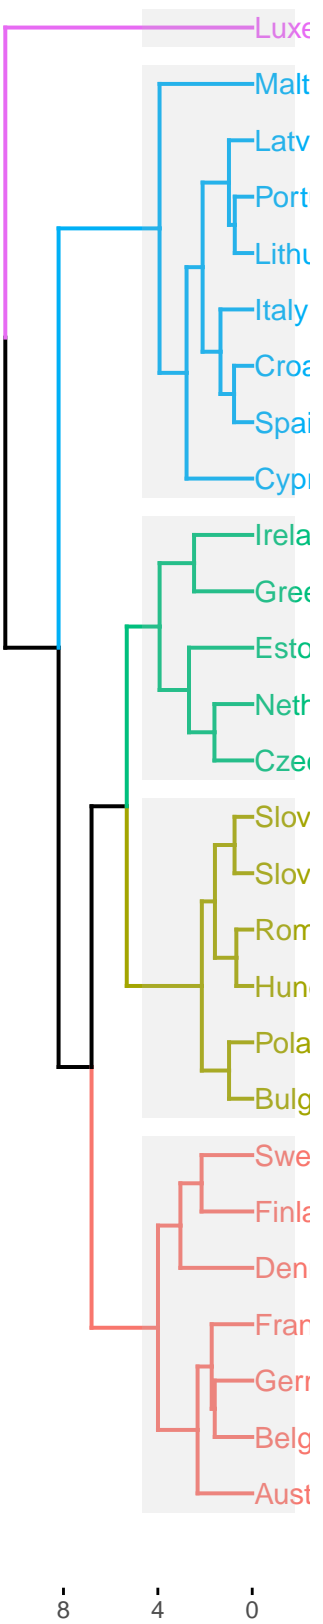 Luxe
Malt
Latv
Port
Lithu
Italy
Croa
Spai
Cypr
Irela
Gree
Esto
Neth
Czec
Slov
Slov
Rom
Hun
Pola
Bulg
Swe
Finla
Den
Fran
Gerr
Belg
Aust
8 4 0